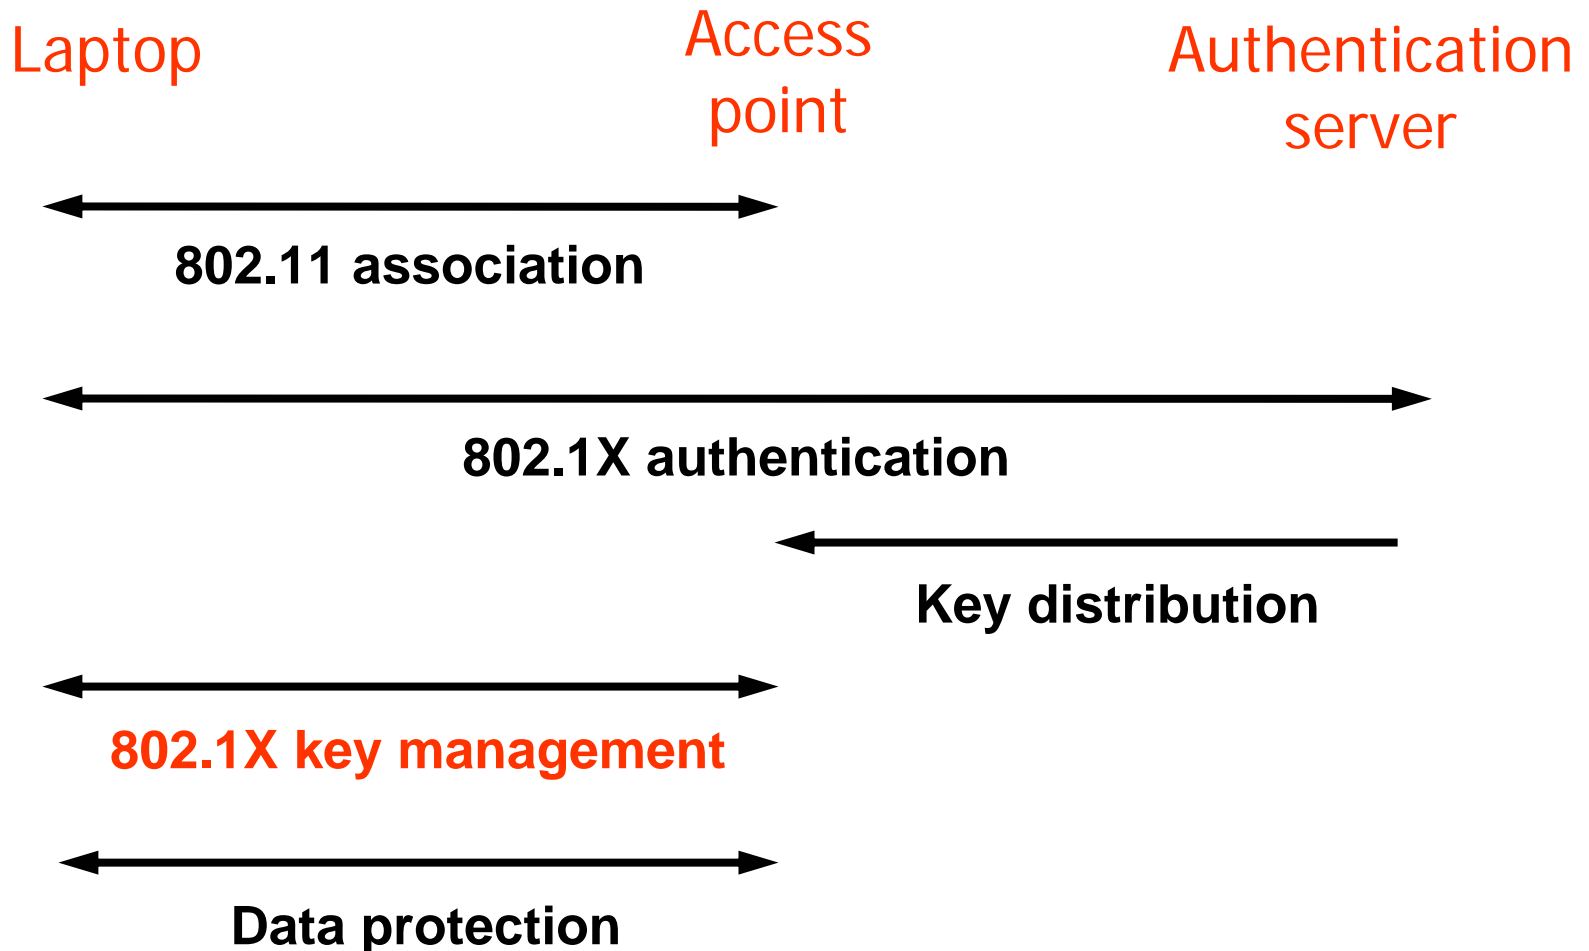 Laptop
Access
point
Authentication
server
802.11 association
802.1X authentication
Key distribution
802.1X key management
Data protection